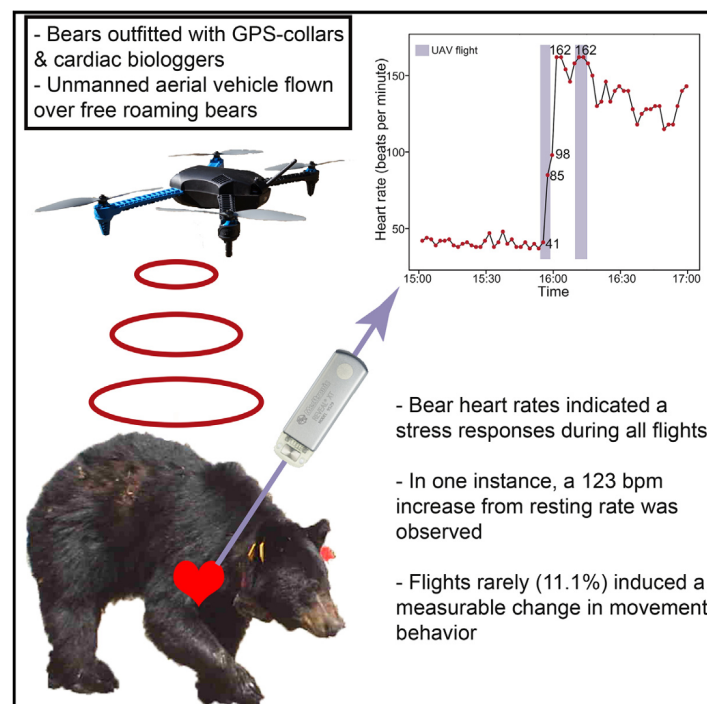 - Bears outfitted with GPS-collars
& cardiac biologgers
- Unmanned aerial vehicle flown
over free roaming bears
UAV flight
162
162
150
100
98
85
50
41
Heart rate (beats per minute)
15:00
15:30
16:00
16:30
17:00
Time
- Bear heart rates indicated a
stress responses during all flights
- In one instance, a 123 bpm
increase from resting rate was
observed
- Flights rarely (11.1%) induced a
measurable change in movement
behavior